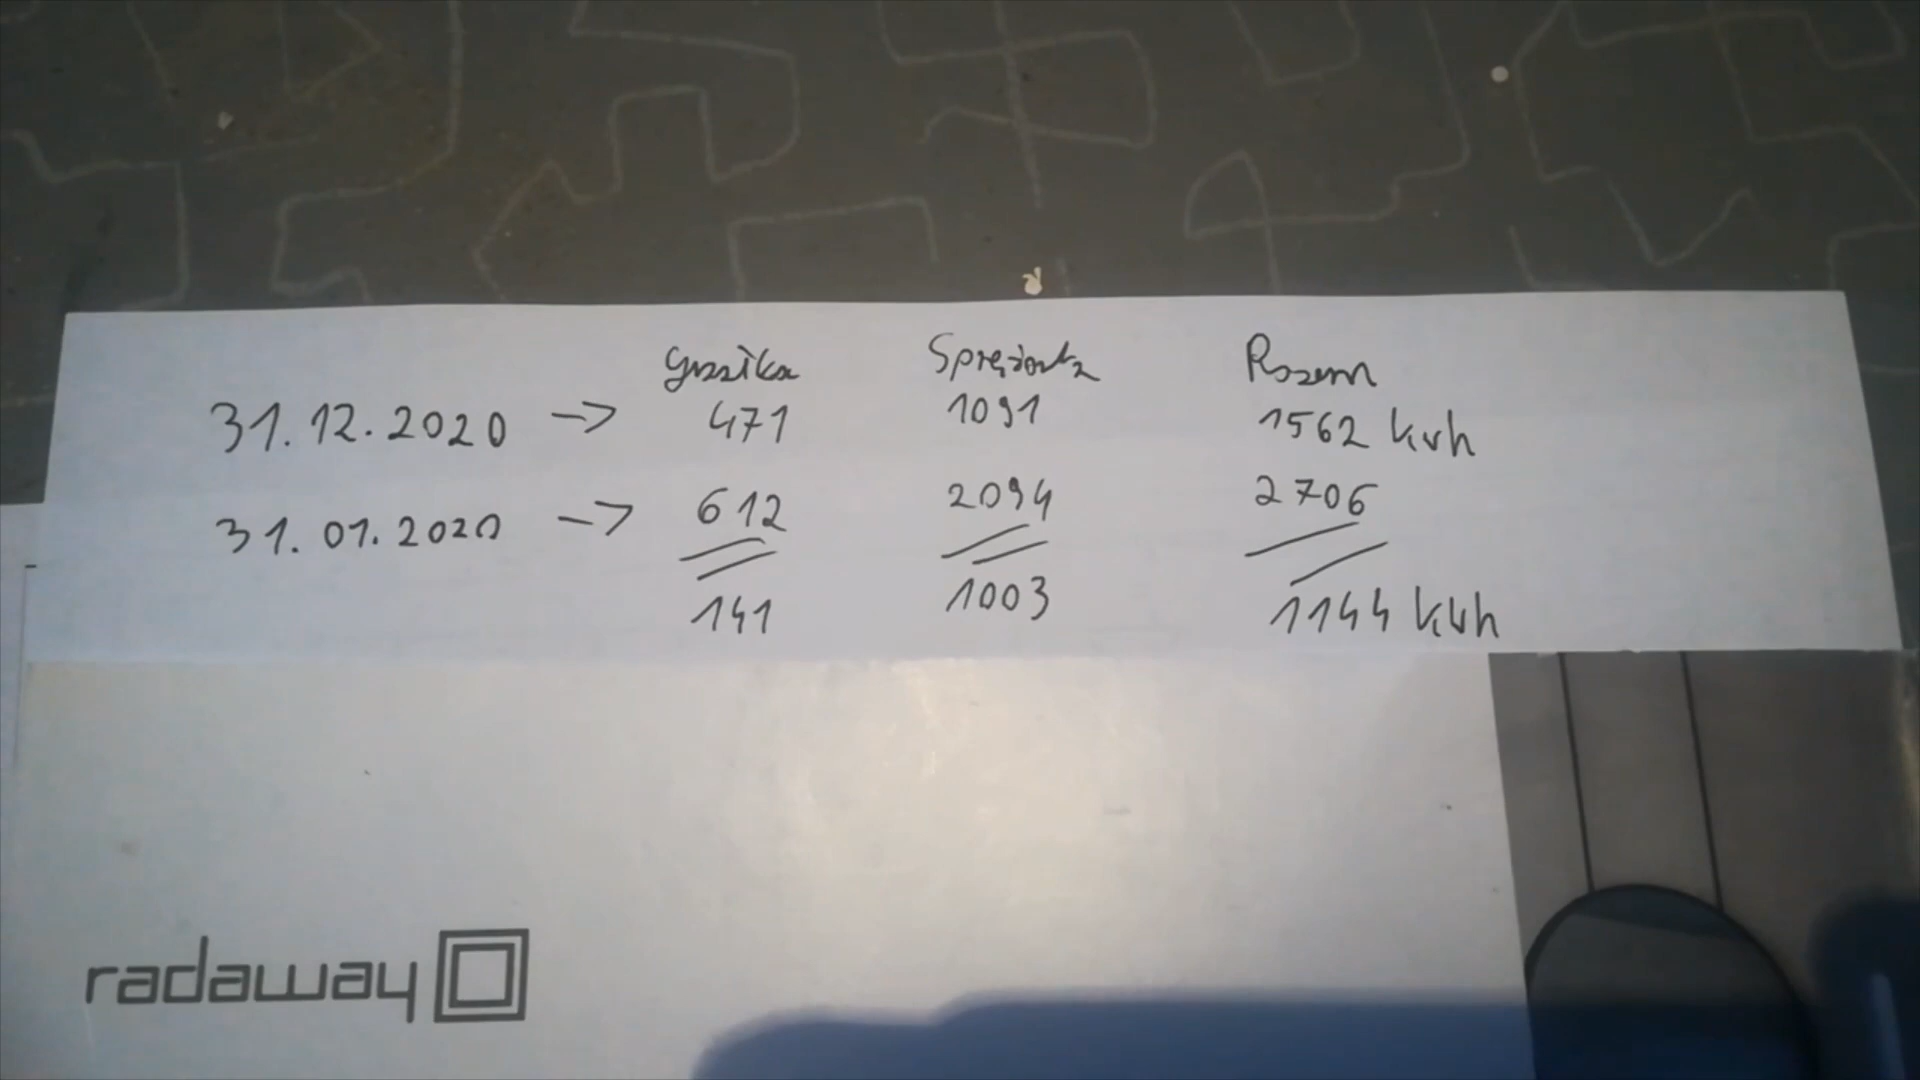 Grzałka Sprężarka Razem
31.12.2020 -> 471 1091 1562 kwh
31.01.2020 -> 612 2094 2706
141 1003 1144 kwh
radaway